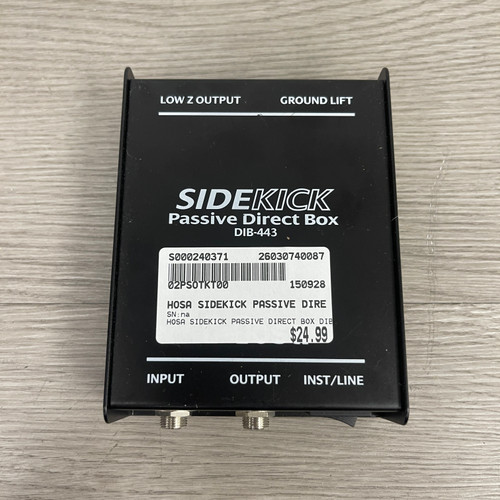 LOW Z OUTPUT GROUND LIFT
SIDEKICK
Passive Direct Box
DIB-443
S000240371 26030740087
02PSOTKT00 150928
HOSA SIDEKICK PASSIVE DIRE
SN:na
HOSA SIDEKICK PASSIVE DIRECT BOX DIB
$24.99
INPUT OUTPUT INST/LINE